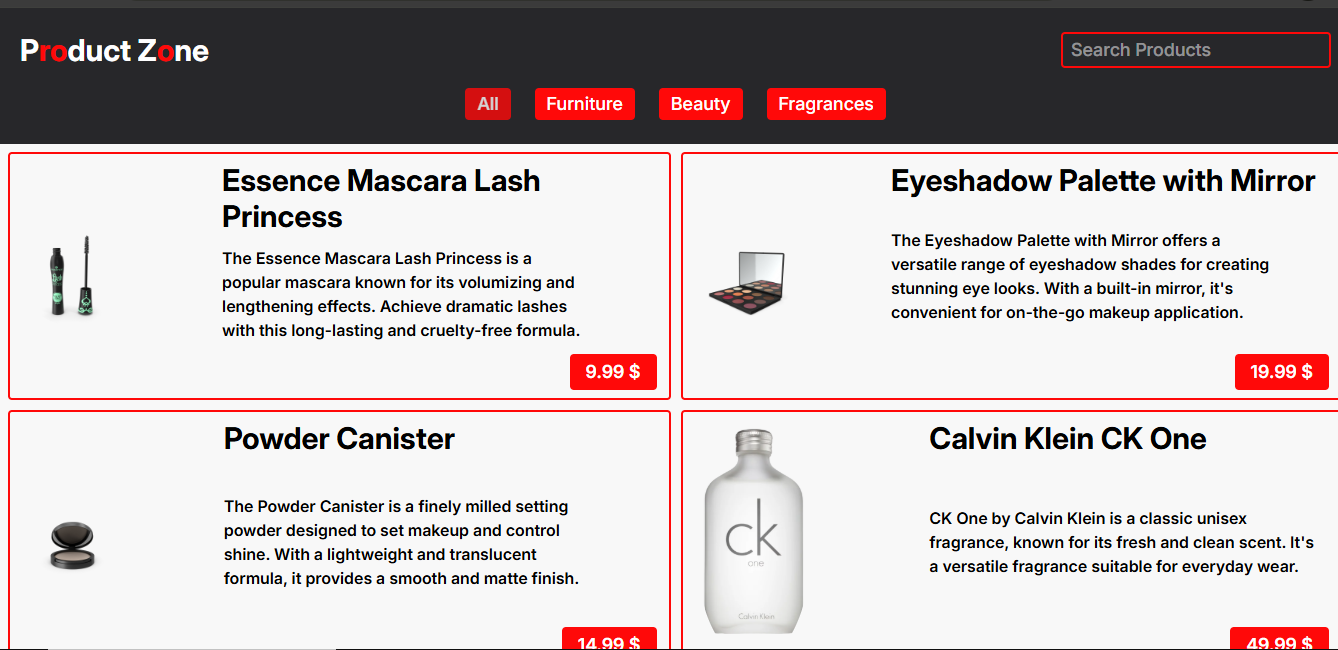 Product Zone
Search Products
All
Furniture
Beauty
Fragrances
Essence Mascara Lash
Princess
The Essence Mascara Lash Princess is a
popular mascara known for its volumizing and
lengthening effects. Achieve dramatic lashes
with this long-lasting and cruelty-free formula.
9.99 $
Eyeshadow Palette with Mirror
The Eyeshadow Palette with Mirror offers a
versatile range of eyeshadow shades for creating
stunning eye looks. With a built-in mirror, it's
convenient for on-the-go makeup application.
19.99 $
Powder Canister
The Powder Canister is a finely milled setting
powder designed to set makeup and control
shine. With a lightweight and translucent
formula, it provides a smooth and matte finish.
14.99 $
ck
one
Calvin Klein
Calvin Klein CK One
CK One by Calvin Klein is a classic unisex
fragrance, known for its fresh and clean scent. It's
a versatile fragrance suitable for everyday wear.
49.99 $